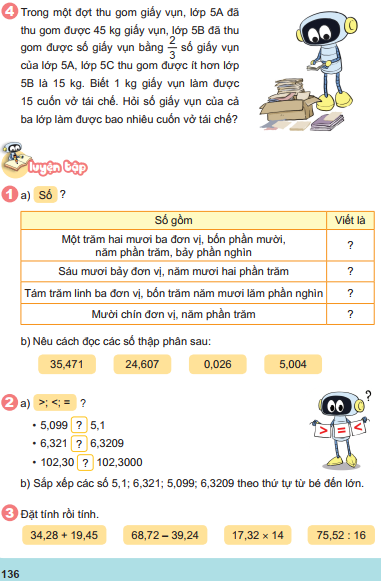 4 Trong một đợt thu gom giấy vụn, lớp 5A đã
thu gom được 45 kg giấy vụn, lớp 5B đã thu
gom được số giấy vụn bằng 2/3 số giấy vụn
của lớp 5A, lớp 5C thu gom được ít hơn lớp
5B là 15 kg. Biết 1 kg giấy vụn làm được
15 cuốn vở tái chế. Hỏi số giấy vụn của cả
ba lớp làm được bao nhiêu cuốn vở tái chế?
Luyện tập
1 a) Số ?
Số gồm Viết là
Một trăm hai mươi ba đơn vị, bốn phần mười,
năm phần trăm, bảy phần nghìn ?
Sáu mươi bảy đơn vị, năm mươi hai phần trăm ?
Tám trăm linh ba đơn vị, bốn trăm năm mươi lăm phần nghìn ?
Mười chín đơn vị, năm phần trăm ?
b) Nêu cách đọc các số thập phân sau:
35,471 24,607 0,026 5,004
2 a) >; <; = ?
• 5,099 ? 5,1
• 6,321 ? 6,3209
• 102,30 ? 102,3000
?
> = <
b) Sắp xếp các số 5,1; 6,321; 5,099; 6,3209 theo thứ tự từ bé đến lớn.
3 Đặt tính rồi tính.
34,28 + 19,45 68,72 – 39,24 17,32 × 14 75,52 : 16
136